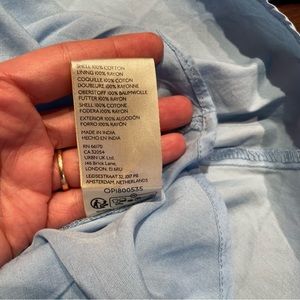 SHELL 100% COTTON
LINING 100% RAYON
COQUILLE 100% COTON
DOUBLURE 100% RAYONNE
OBERSTOFF 100% BAUMWOLLE
FUTTER 100% RAYON
SHELL 100% COTONE
FODERA 100% RAYON
EXTERIOR 100% ALGODÓN
FORRO 100% RAYON
MADE IN INDIA
HECHO EN INDIA
RN 66170
CA 32054
URBN UK Ltd.
146 Brick Lane,
LONDON, E1 6RU
LEIDSESTRAAT 32, 1017 PB
AMSTERDAM, NETHERLANDS
OPI800535